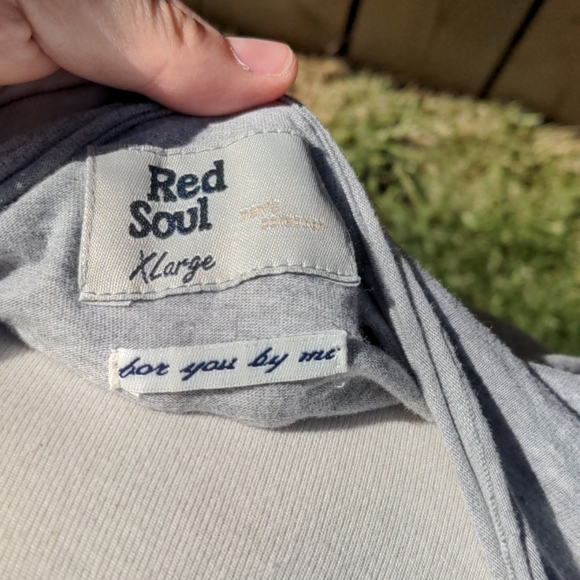 Red
Soul
XLarge
for you by me